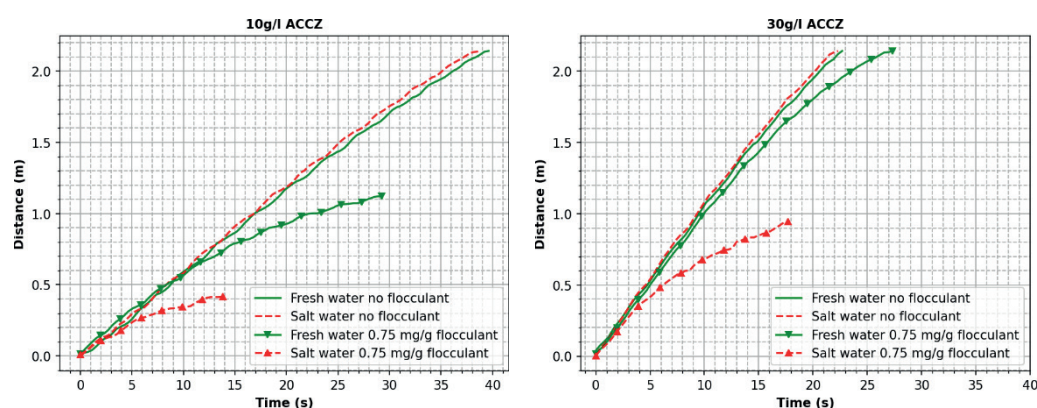 10g/l ACCZ
Distance (m)
2.0
1.5
1.0
0.5
0.0
Fresh water no flocculant
Salt water no flocculant
Fresh water 0.75 mg/g flocculant
Salt water 0.75 mg/g flocculant
0 5 10 15 20 25 30 35 40
Time (s)
30g/l ACCZ
Distance (m)
2.0
1.5
1.0
0.5
0.0
Fresh water no flocculant
Salt water no flocculant
Fresh water 0.75 mg/g flocculant
Salt water 0.75 mg/g flocculant
0 5 10 15 20 25 30 35 40
Time (s)